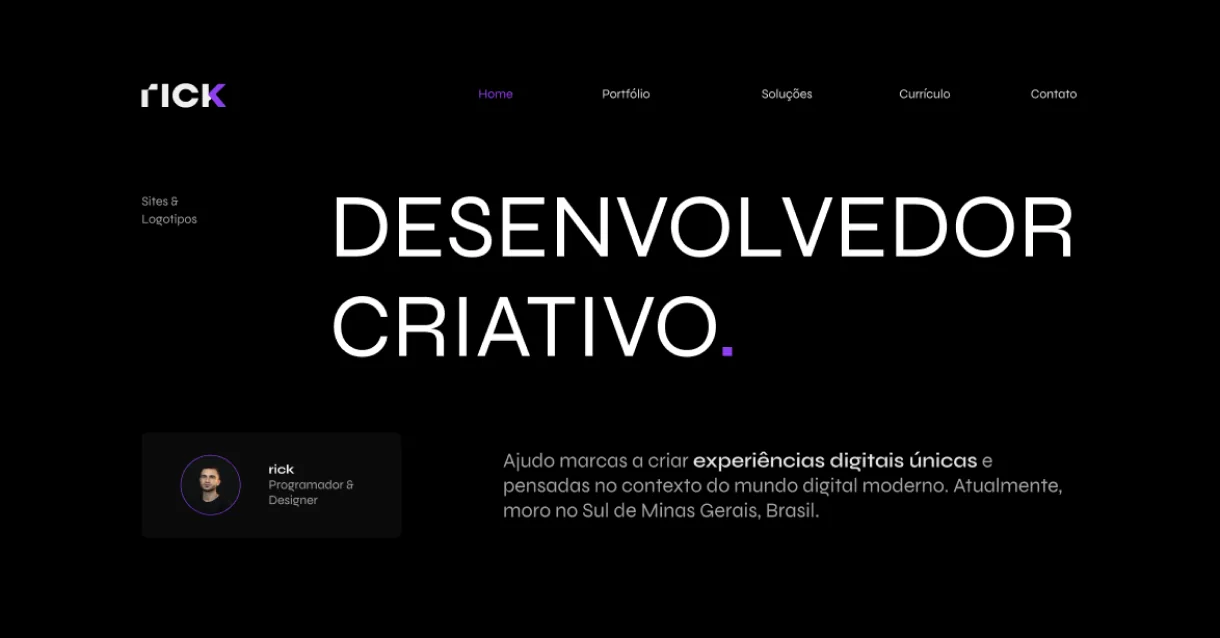 rick
Home Portfólio Soluções Currículo Contato
Sites &
Logotipos
DESENVOLVEDOR
CRIATIVO.
rick
Programador &
Designer
Ajudo marcas a criar experiências digitais únicas e
pensadas no contexto do mundo digital moderno. Atualmente,
moro no Sul de Minas Gerais, Brasil.